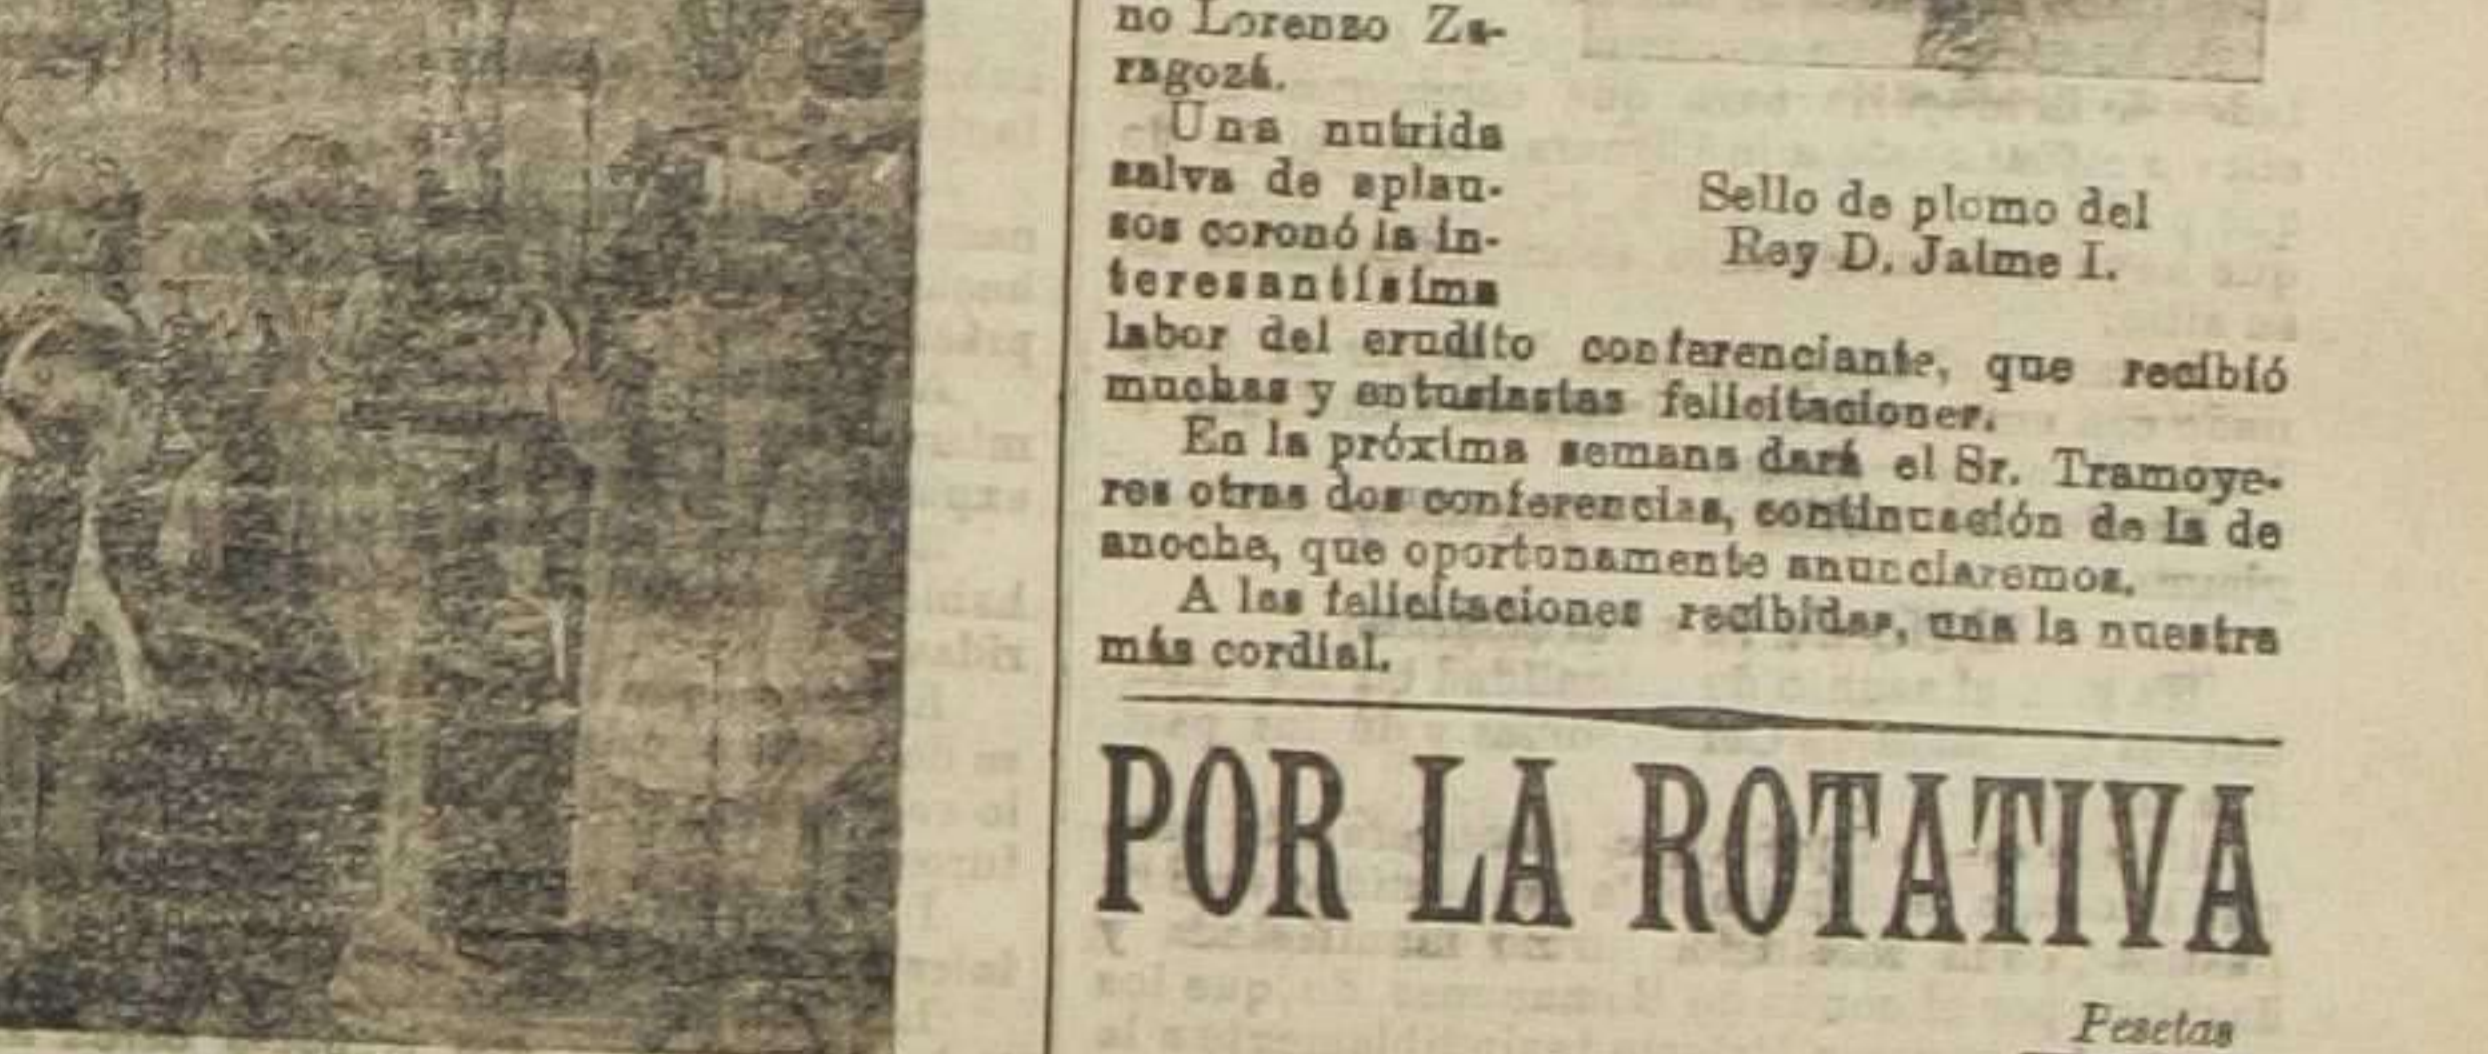 no Lorenzo Za-
ragozá.
Una nutrida
salva de aplau-
sos coronó la in-
teresantísima
labor del erudito conferenciante, que recibió
muchas y entusiastas felicitaciones.
En la próxima semana dará el Sr. Tramoye-
res otras dos conferencias, continuación de la de
anoche, que oportunamente anunciaremos.
A las felicitaciones recibidas, una la nuestra
más cordial.
Sello de plomo del
Rey D. Jaime I.
POR LA ROTATIVA
Pesetas